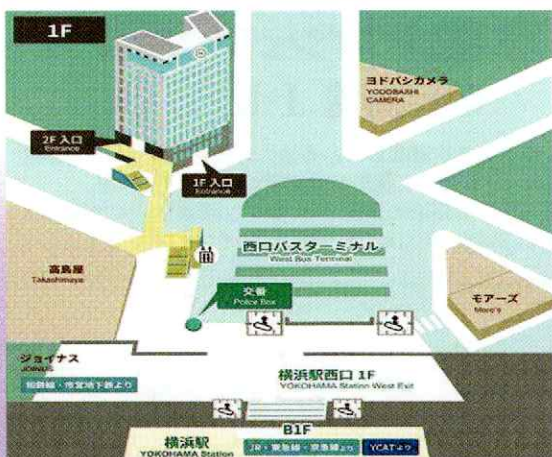 1F
ヨドバシカメラ
YODOBASHI
CAMERA
2F 入口
Entrance
1F 入口
Entrance
西口バスターミナル
West Bus Terminal
高島屋
Takashimaya
交番
Police Box
モアーズ
More's
ジョイナス
JOINUS
相鉄線・市営地下鉄より
横浜駅西口 1F
YOKOHAMA Station West Exit
B1F
横浜駅
YOKOHAMA Station
JR・東急線・京急線より
YCATより